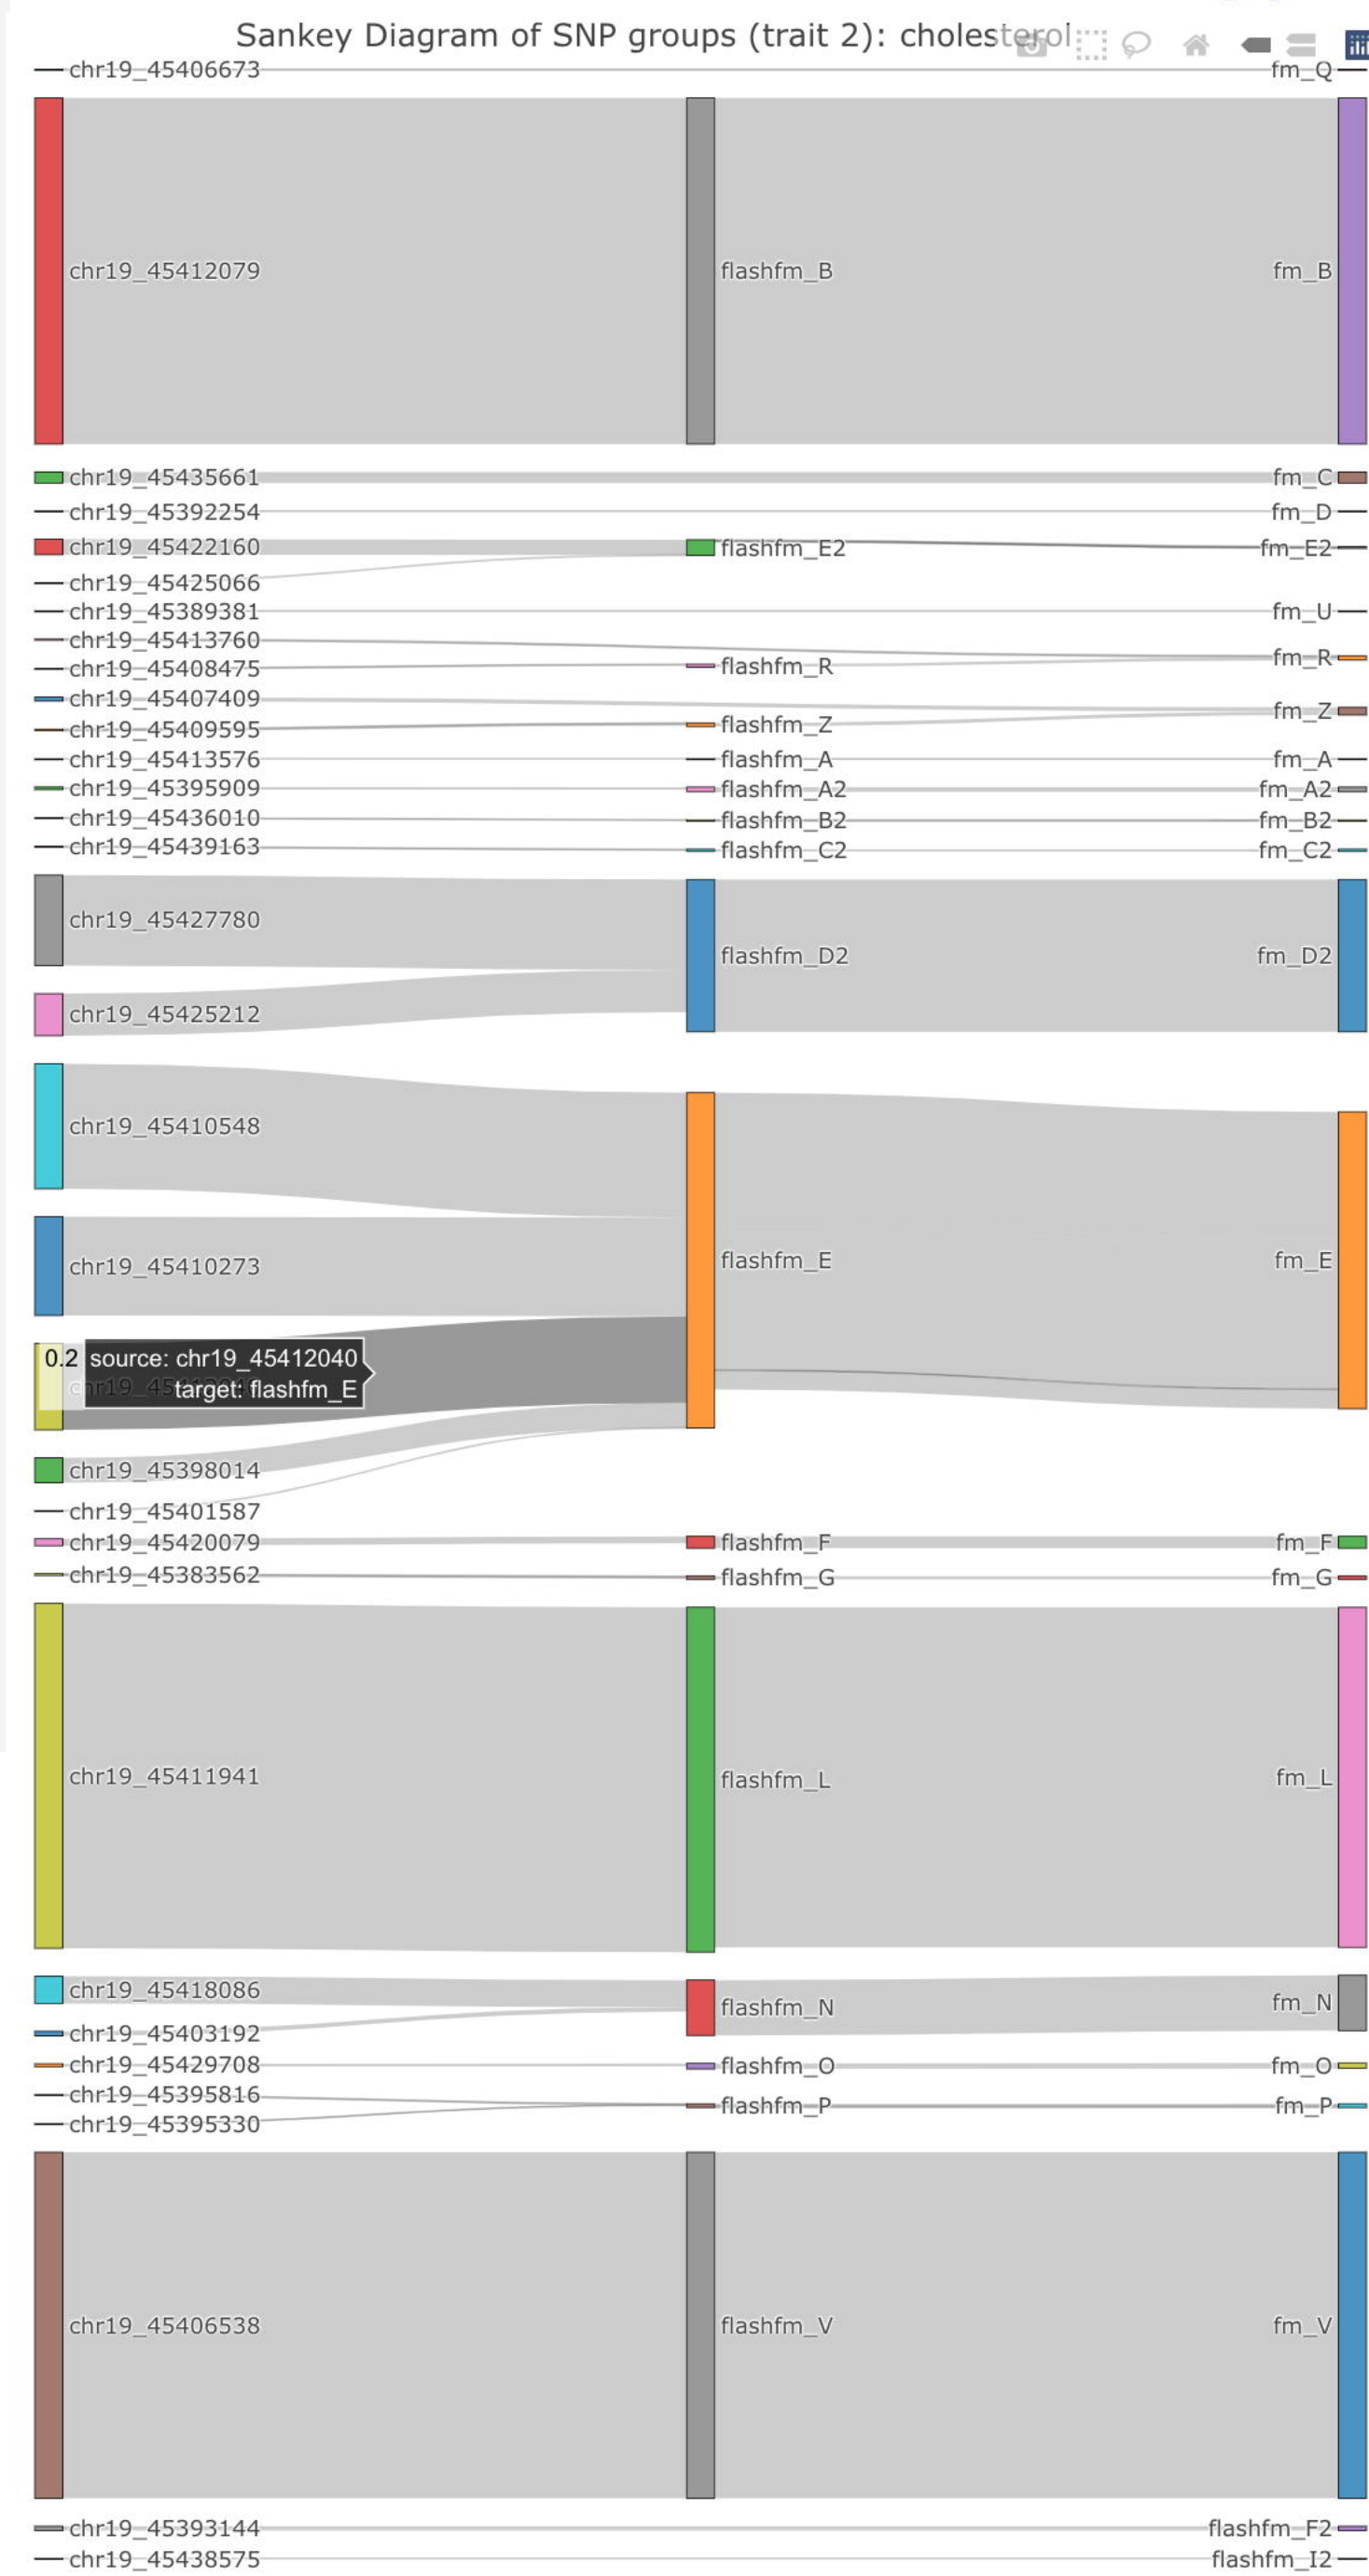 Sankey Diagram of SNP groups (trait 2): cholesterol
chr19_45406673 fm_Q
chr19_45412079 flashfm_B fm_B
chr19_45435661 fm_C
chr19_45392254 fm_D
chr19_45422160 flashfm_E2 fm_E2
chr19_45425066
chr19_45389381 fm_U
chr19_45413760
chr19_45408475 flashfm_R fm_R
chr19_45407409 fm_Z
chr19_45409595 flashfm_Z
chr19_45413576 flashfm_A fm_A
chr19_45395909 flashfm_A2 fm_A2
chr19_45436010 flashfm_B2 fm_B2
chr19_45439163 flashfm_C2 fm_C2
chr19_45427780
flashfm_D2 fm_D2
chr19_45425212
chr19_45410548
chr19_45410273 flashfm_E fm_E
0.2 source: chr19_45412040
target: flashfm_E
chr19_45398014
chr19_45401587
chr19_45420079 flashfm_F fm_F
chr19_45383562 flashfm_G fm_G
chr19_45411941 flashfm_L fm_L
chr19_45418086 flashfm_N fm_N
chr19_45403192
chr19_45429708 flashfm_O fm_O
chr19_45395816 flashfm_P fm_P
chr19_45395330
chr19_45406538 flashfm_V fm_V
chr19_45393144 flashfm_F2
chr19_45438575 flashfm_I2